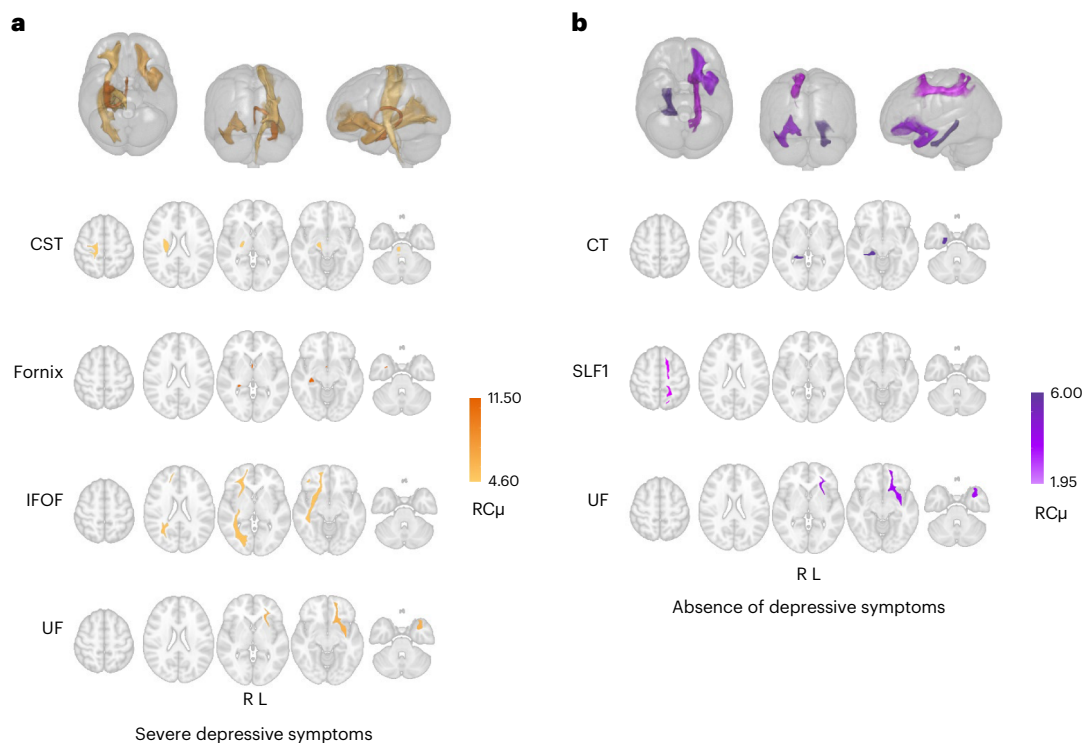 a
CST
Fornix
IFOF
UF
11.50
4.60
RCμ
R L
Severe depressive symptoms
b
CT
SLF1
UF
6.00
1.95
RCμ
R L
Absence of depressive symptoms